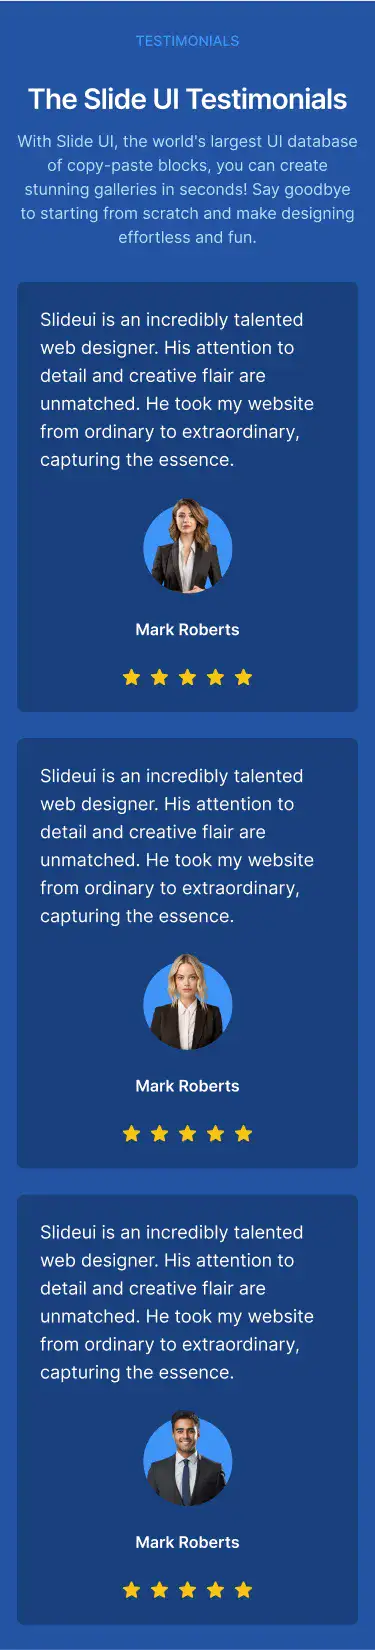 TESTIMONIALS
The Slide UI Testimonials
With Slide UI, the world's largest UI database
of copy-paste blocks, you can create
stunning galleries in seconds! Say goodbye
to starting from scratch and make designing
effortless and fun.
Slideui is an incredibly talented
web designer. His attention to
detail and creative flair are
unmatched. He took my website
from ordinary to extraordinary,
capturing the essence.
Mark Roberts
Slideui is an incredibly talented
web designer. His attention to
detail and creative flair are
unmatched. He took my website
from ordinary to extraordinary,
capturing the essence.
Mark Roberts
Slideui is an incredibly talented
web designer. His attention to
detail and creative flair are
unmatched. He took my website
from ordinary to extraordinary,
capturing the essence.
Mark Roberts